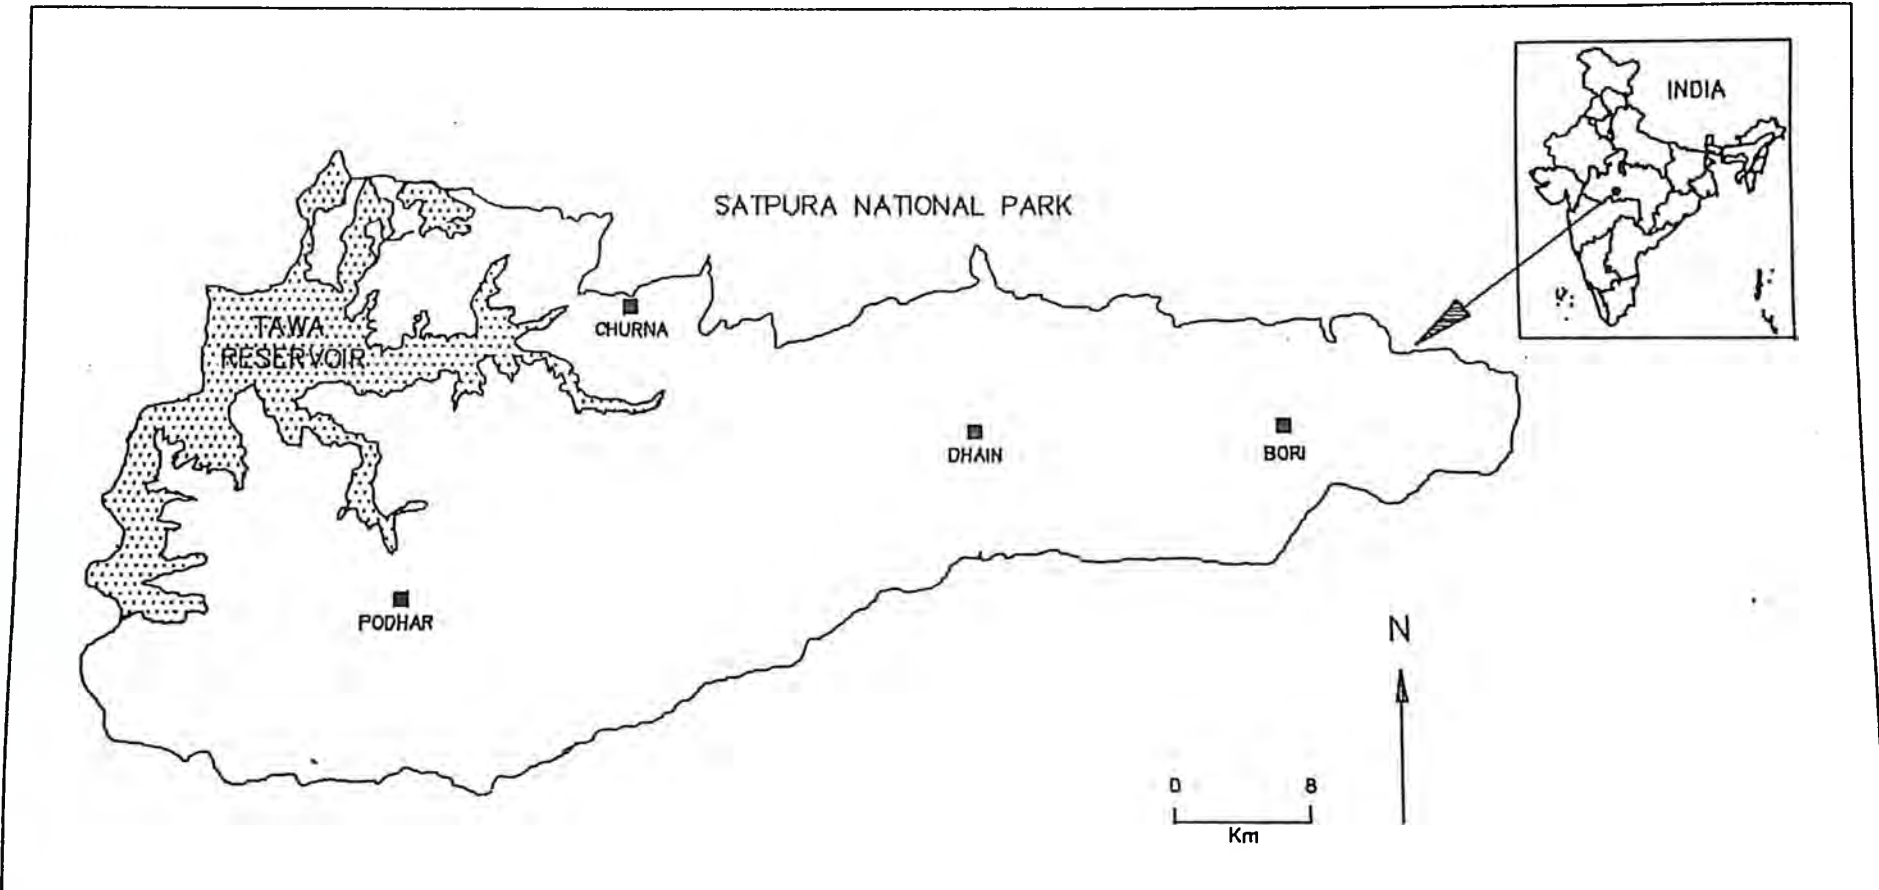 INDIA
SATPURA NATIONAL PARK
TAWA
RESERVOIR
CHURNA
DHAIN
BORI
PODHAR
N
0 8
Km